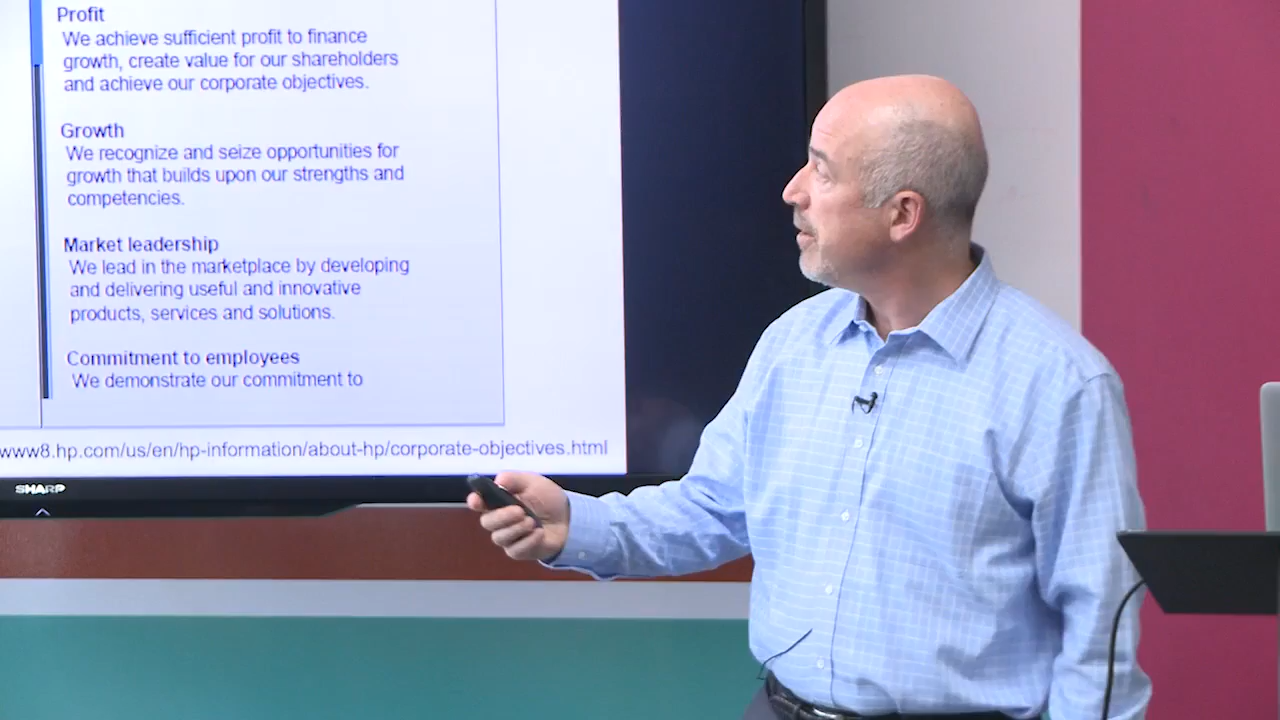 Profit
We achieve sufficient profit to finance
growth, create value for our shareholders
and achieve our corporate objectives.
Growth
We recognize and seize opportunities for
growth that builds upon our strengths and
competencies.
Market leadership
We lead in the marketplace by developing
and delivering useful and innovative
products, services and solutions.
Commitment to employees
We demonstrate our commitment to
www8.hp.com/us/en/hp-information/about-hp/corporate-objectives.html
SHARP